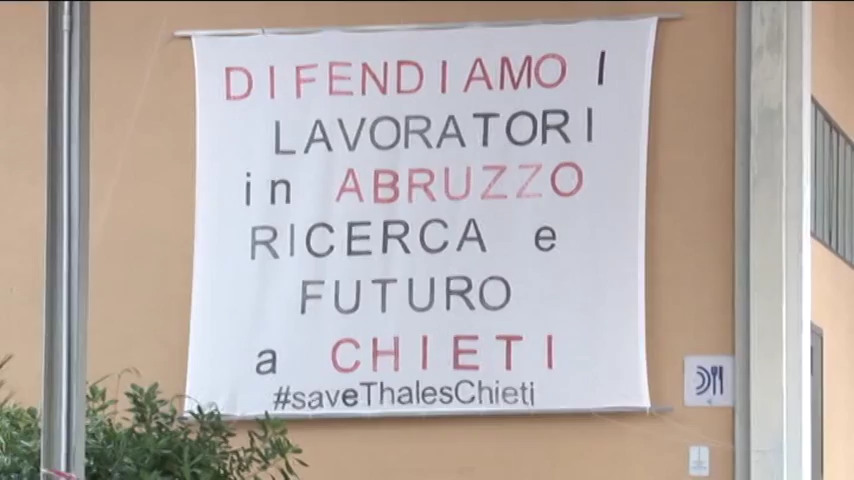 DIFENDIAMO I
LAVORATORI
in ABRUZZO
RICERCA e
FUTURO
a CHIETI
#saveThalesChieti